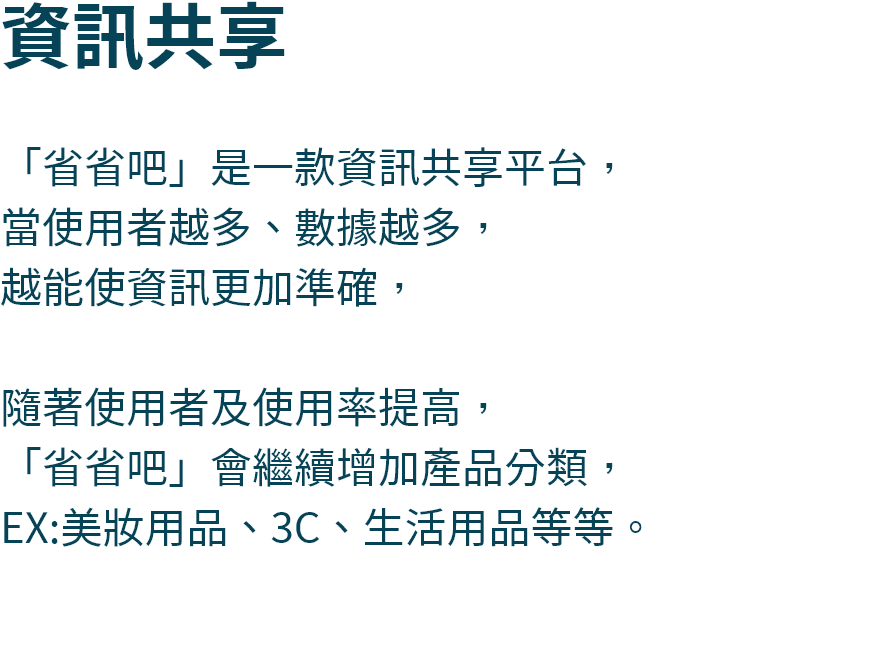 資訊共享
「省省吧」是一款資訊共享平台，
當使用者越多、數據越多，
越能使資訊更加準確，
隨著使用者及使用率提高，
「省省吧」會繼續增加產品分類，
EX:美妝用品、3C、生活用品等等。